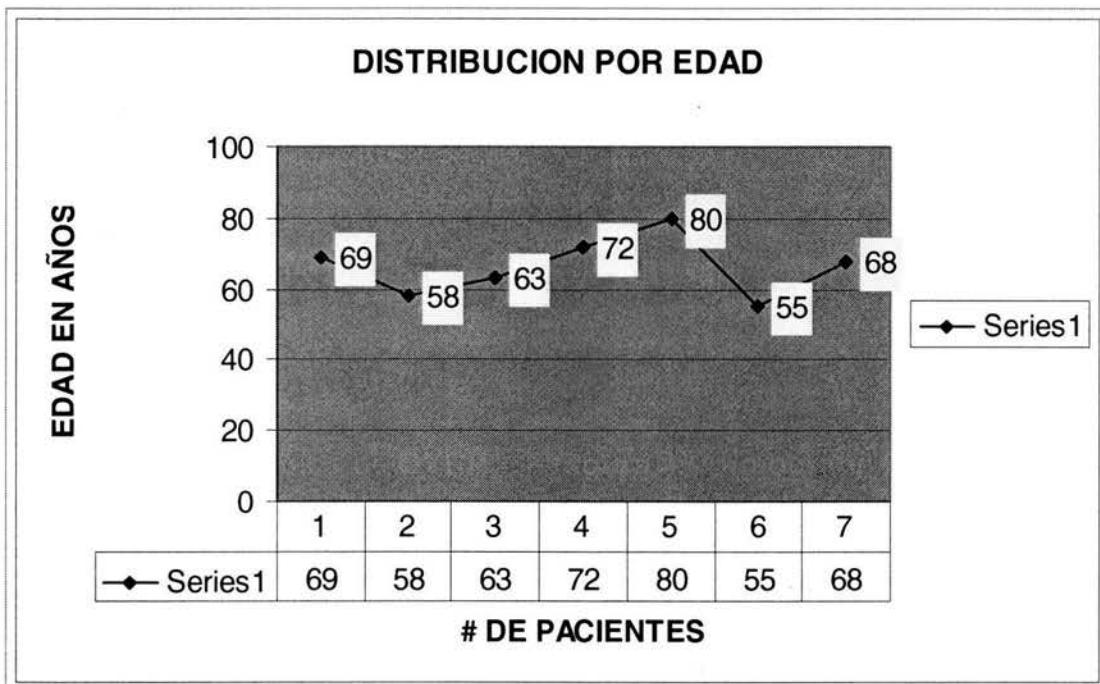 DISTRIBUCION POR EDAD
EDAD EN AÑOS
100
80
60
40
20
0
69
58
63
72
80
55
68
Series1
1 2 3 4 5 6 7
Series1 69 58 63 72 80 55 68
# DE PACIENTES